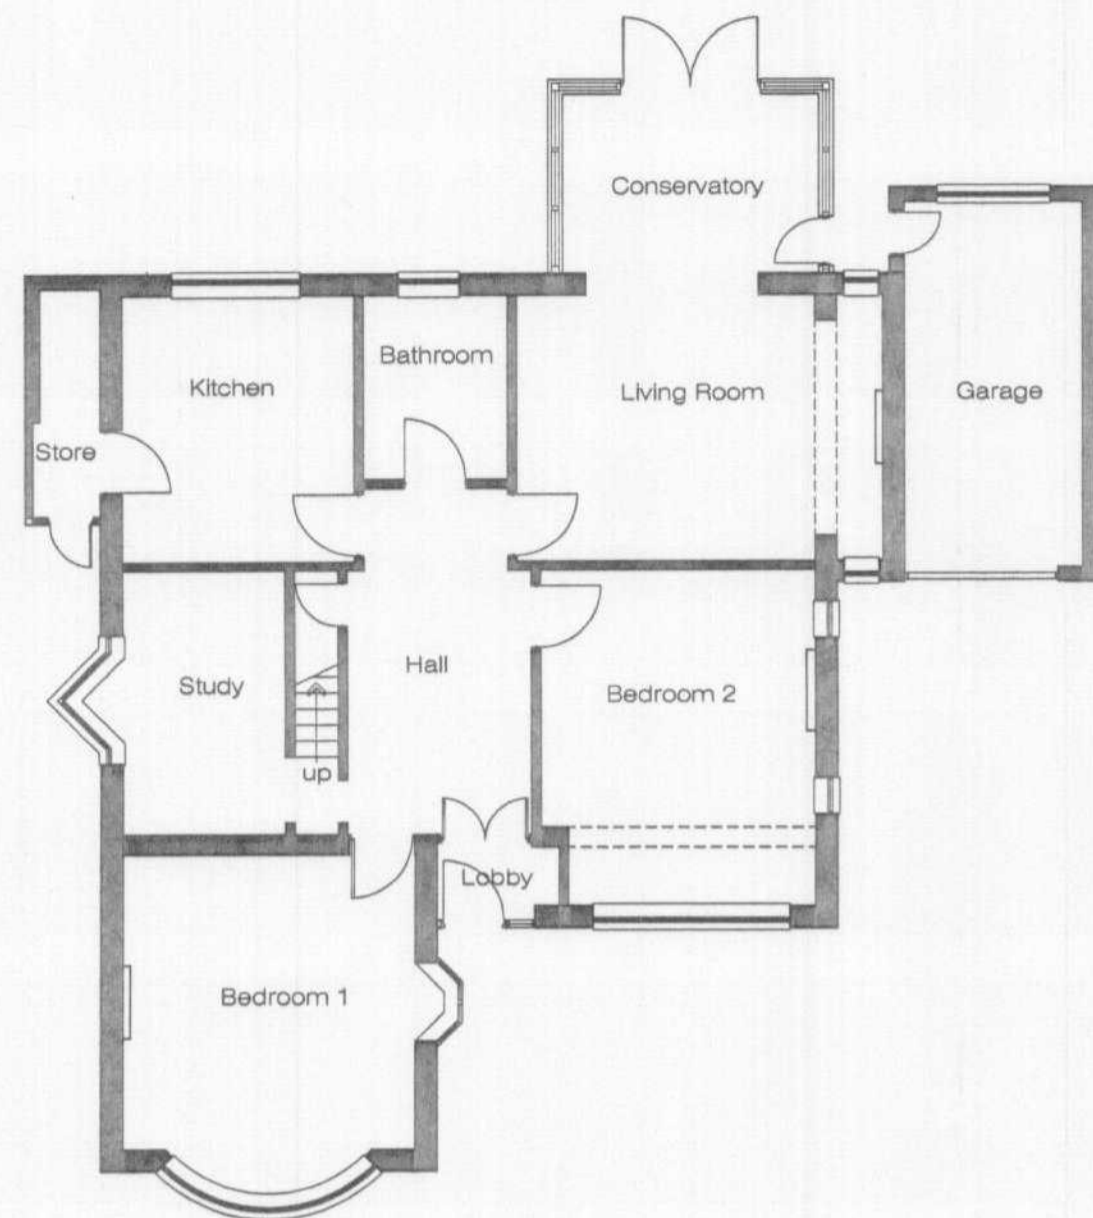 Conservatory
Bathroom
Kitchen
Living Room
Garage
Store
Hall
Study
Bedroom 2
up
Lobby
Bedroom 1